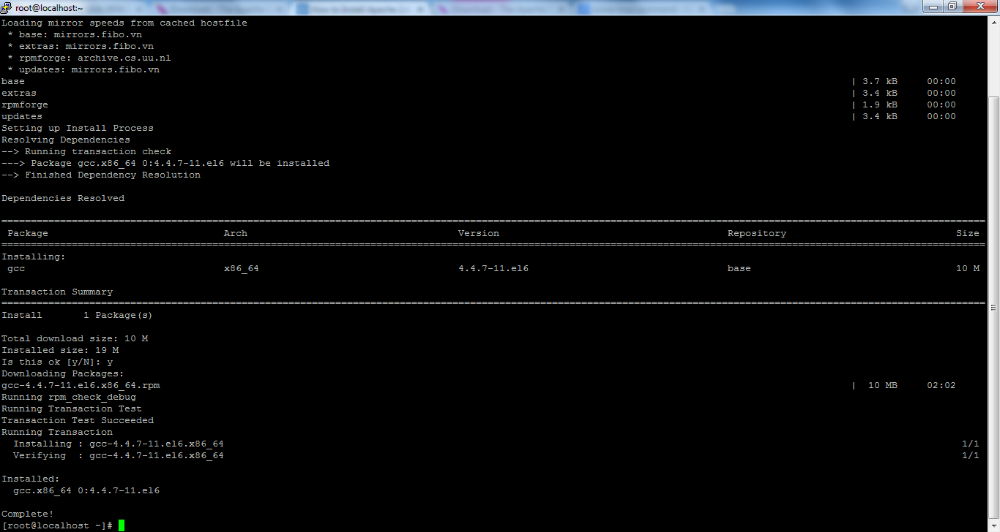 root@localhost:~
Loading mirror speeds from cached hostfile
 * base: mirrors.fibo.vn
 * extras: mirrors.fibo.vn
 * rpmforge: archive.cs.uu.nl
 * updates: mirrors.fibo.vn
base | 3.7 kB 00:00
extras | 3.4 kB 00:00
rpmforge | 1.9 kB 00:00
updates | 3.4 kB 00:00
Setting up Install Process
Resolving Dependencies
--> Running transaction check
---> Package gcc.x86_64 0:4.4.7-11.el6 will be installed
--> Finished Dependency Resolution
Dependencies Resolved
Package Arch Version Repository Size
Installing:
 gcc x86_64 4.4.7-11.el6 base 10 M
Transaction Summary
Install 1 Package(s)
Total download size: 10 M
Installed size: 19 M
Is this ok [y/N]: y
Downloading Packages:
gcc-4.4.7-11.el6.x86_64.rpm | 10 MB 02:02
Running rpm_check_debug
Running Transaction Test
Transaction Test Succeeded
Running Transaction
  Installing : gcc-4.4.7-11.el6.x86_64 1/1
  Verifying  : gcc-4.4.7-11.el6.x86_64 1/1
Installed:
  gcc.x86_64 0:4.4.7-11.el6
Complete!
[root@localhost ~]#